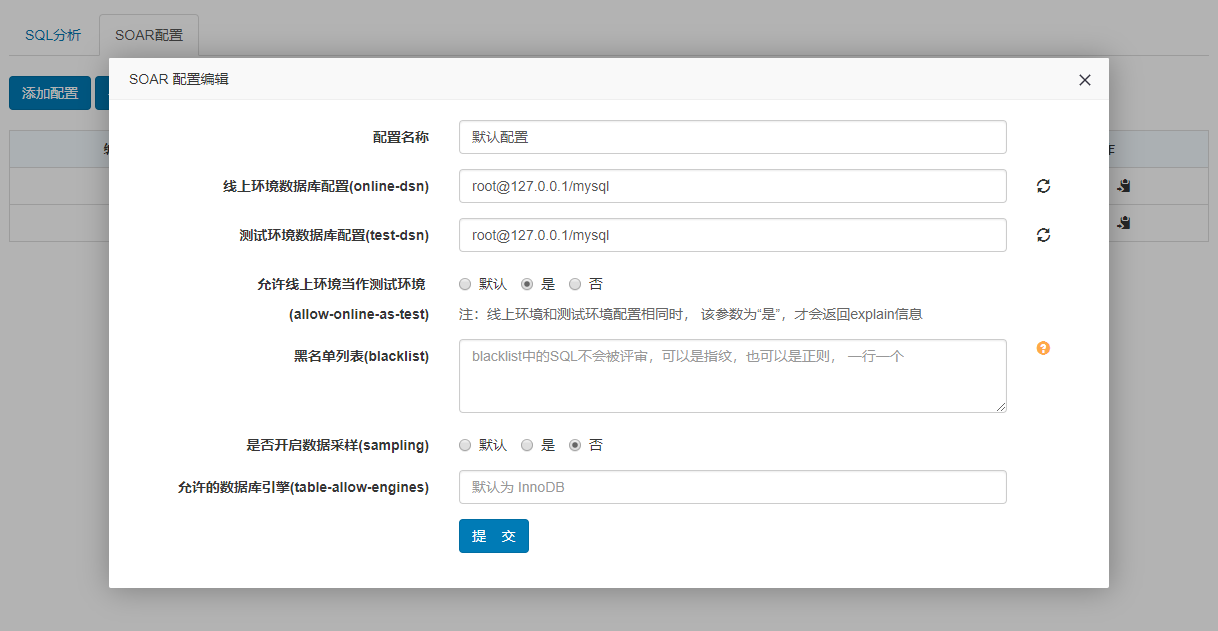 SQL分析 SOAR配置
添加配置
SOAR 配置编辑
配置名称 默认配置
线上环境数据库配置(online-dsn) root@127.0.0.1/mysql
测试环境数据库配置(test-dsn) root@127.0.0.1/mysql
允许线上环境当作测试环境 默认 是 否
(allow-online-as-test) 注：线上环境和测试环境配置相同时， 该参数为“是”，才会返回explain信息
黑名单列表(blacklist) blacklist中的SQL不会被评审，可以是指纹，也可以是正则， 一行一个
是否开启数据采样(sampling) 默认 是 否
允许的数据库引擎(table-allow-engines) 默认为 InnoDB
提 交